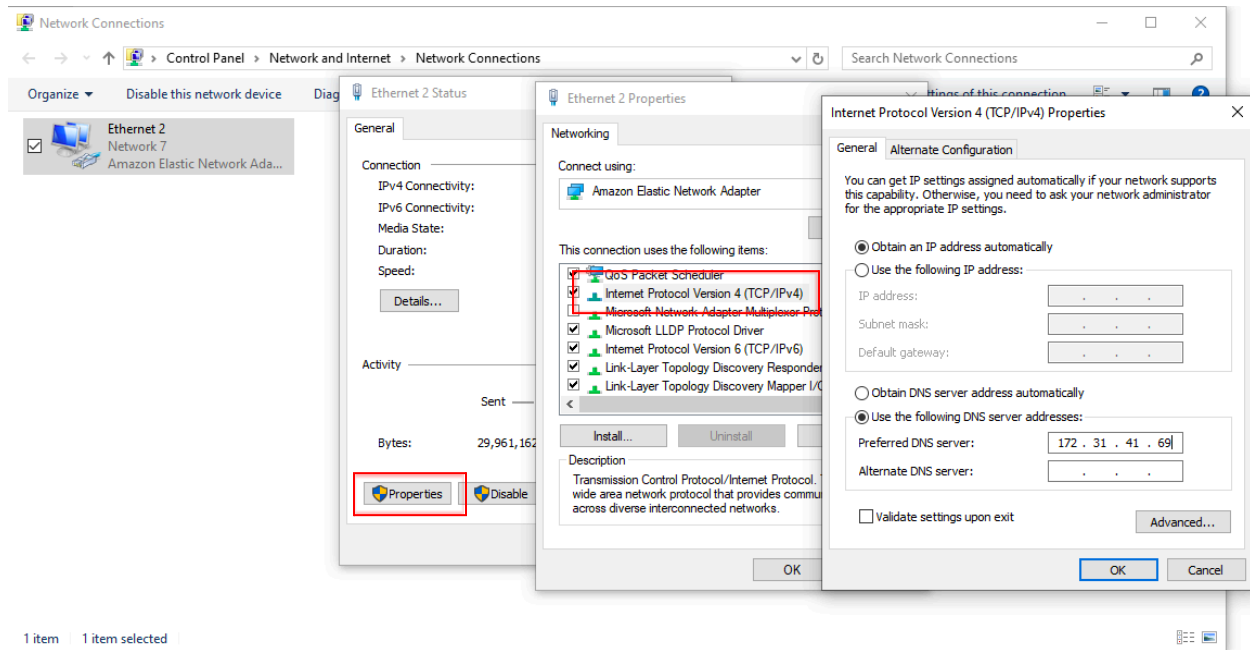 Network Connections
Control Panel > Network and Internet > Network Connections
Search Network Connections
Organize
Disable this network device
Diag
ttings of this connection
Ethernet 2
Network 7
Amazon Elastic Network Ada...
Ethernet 2 Status
General
Connection
IPv4 Connectivity:
IPv6 Connectivity:
Media State:
Duration:
Speed:
Details...
Activity
Sent
Bytes:
29,961,162
Properties
Disable
Ethernet 2 Properties
Networking
Connect using:
Amazon Elastic Network Adapter
This connection uses the following items:
QoS Packet Scheduler
Internet Protocol Version 4 (TCP/IPv4)
Microsoft Network Adapter Multiplexor Prot
Microsoft LLDP Protocol Driver
Internet Protocol Version 6 (TCP/IPv6)
Link-Layer Topology Discovery Responder
Link-Layer Topology Discovery Mapper I/O
Install...
Uninstall
Description
Transmission Control Protocol/Internet Protocol.
wide area network protocol that provides commu
across diverse interconnected networks.
OK
Internet Protocol Version 4 (TCP/IPv4) Properties
General
Alternate Configuration
You can get IP settings assigned automatically if your network supports
this capability. Otherwise, you need to ask your network administrator
for the appropriate IP settings.
Obtain an IP address automatically
Use the following IP address:
IP address:
Subnet mask:
Default gateway:
Obtain DNS server address automatically
Use the following DNS server addresses:
Preferred DNS server:
172 . 31 . 41 . 69
Alternate DNS server:
Validate settings upon exit
Advanced...
OK
Cancel
1 item
1 item selected